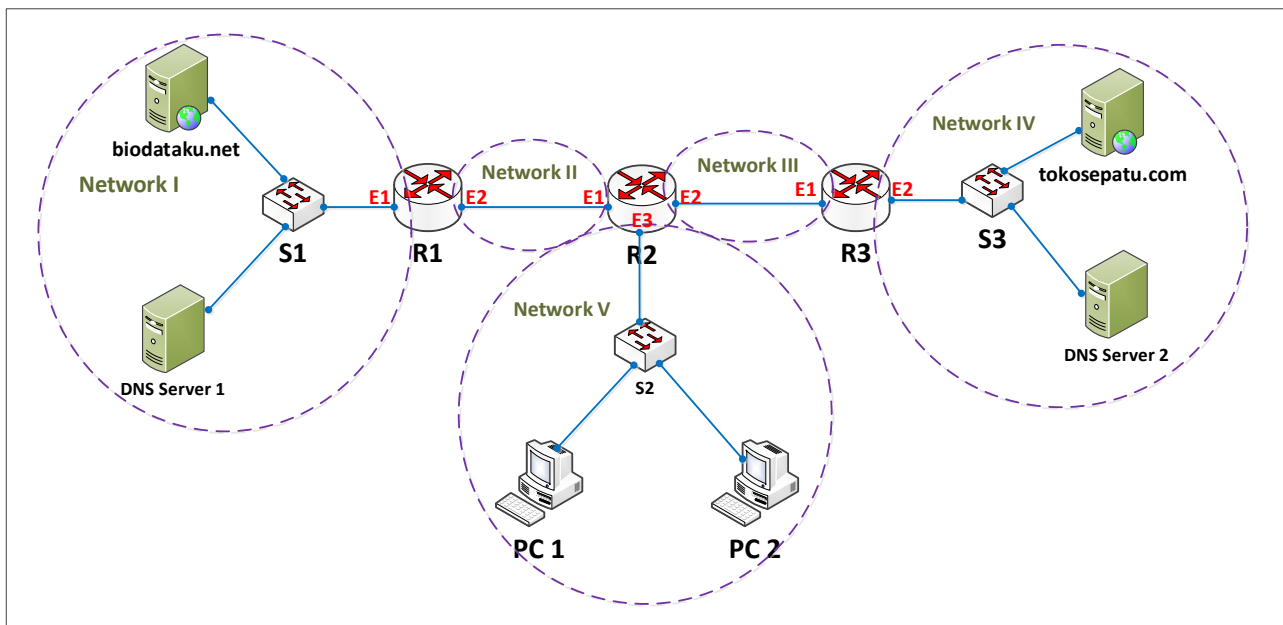 biodataku.net
Network I
S1
DNS Server 1
E1
R1
E2
Network II
E1
R2
E2
E3
Network III
E1
R3
E2
Network IV
tokosepatu.com
S3
DNS Server 2
Network V
S2
PC 1
PC 2